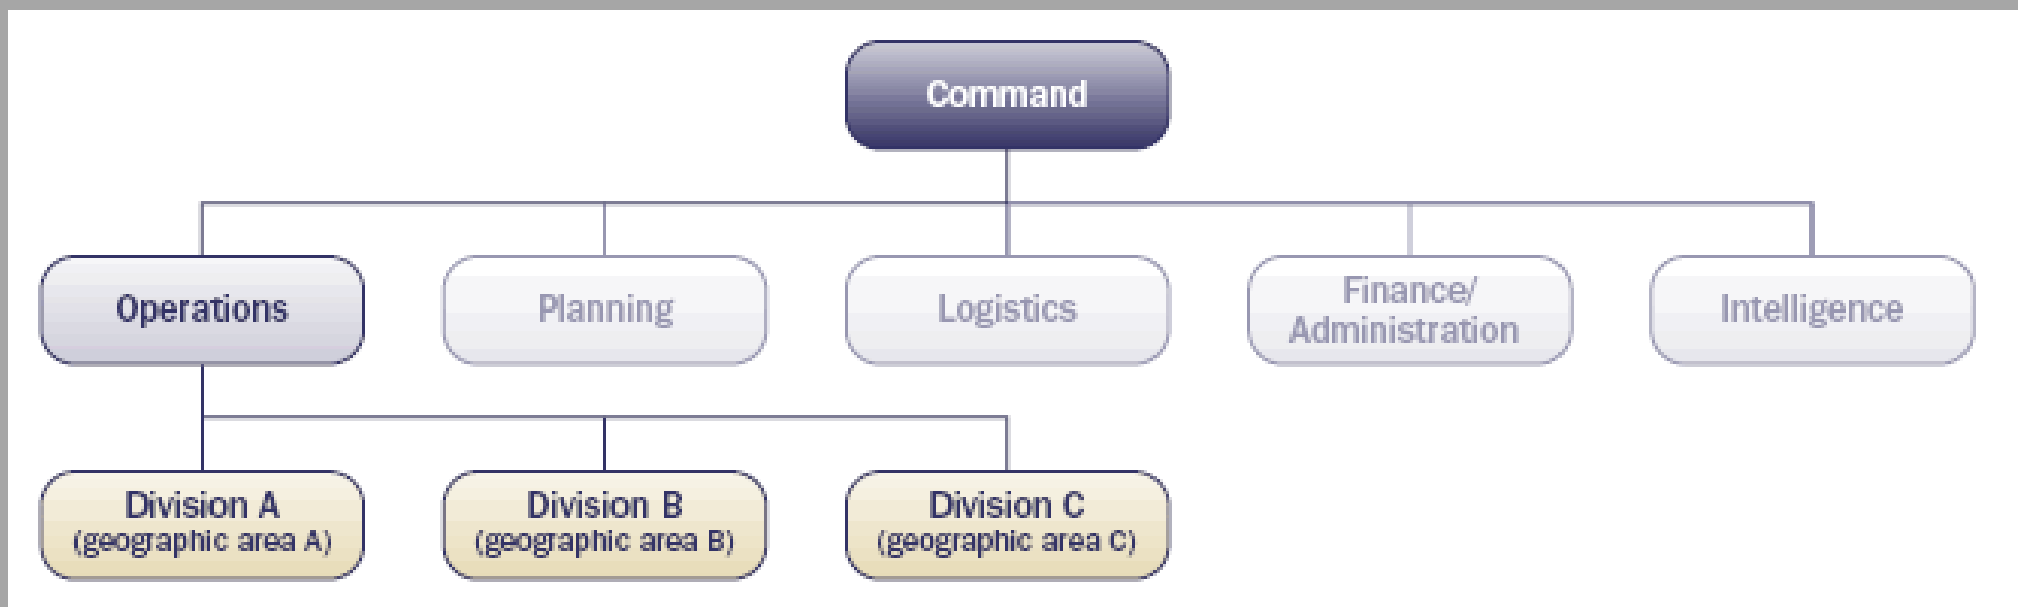 Command
Operations
Planning
Logistics
Finance/
Administration
Intelligence
Division A
(geographic area A)
Division B
(geographic area B)
Division C
(geographic area C)